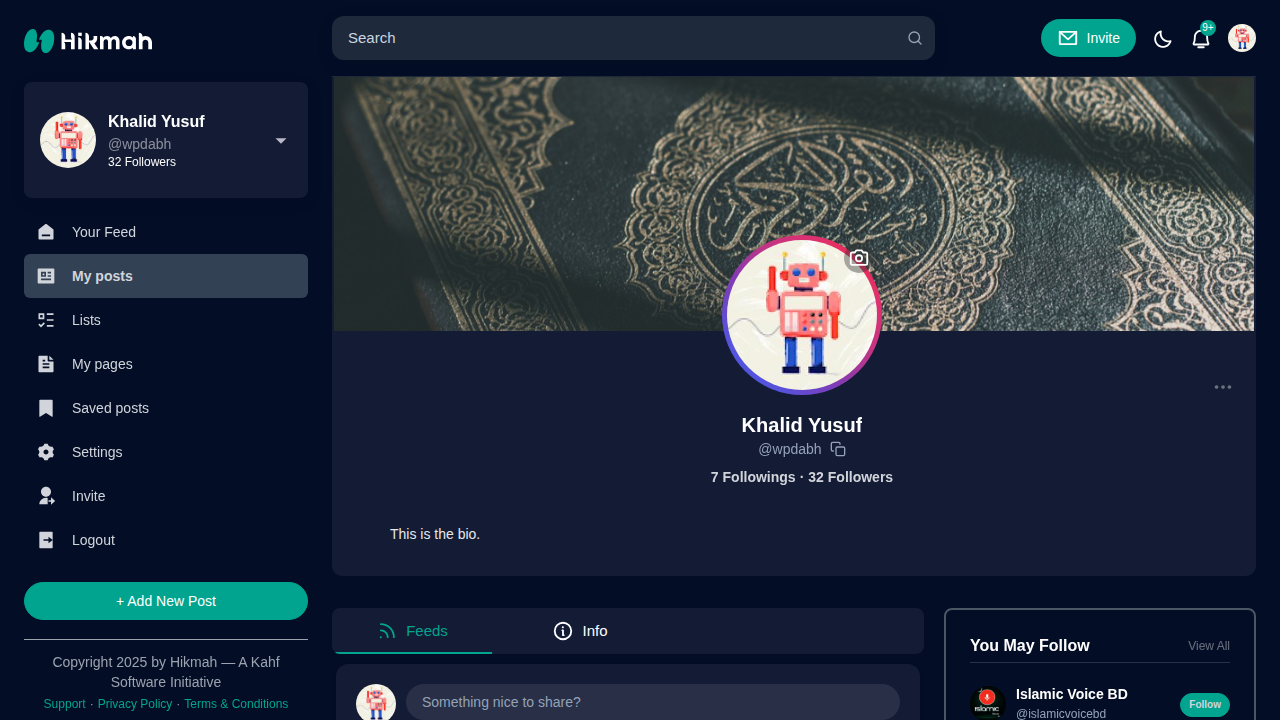 Hikmah
Search
Invite
9+
Khalid Yusuf
@wpdabh
32 Followers
Your Feed
My posts
Lists
My pages
Saved posts
Settings
Invite
Logout
+ Add New Post
Copyright 2025 by Hikmah — A Kahf
Software Initiative
Support · Privacy Policy · Terms & Conditions
Khalid Yusuf
@wpdabh
7 Followings · 32 Followers
This is the bio.
Feeds
Info
Something nice to share?
You May Follow
View All
Islamic Voice BD
@islamicvoicebd
Follow